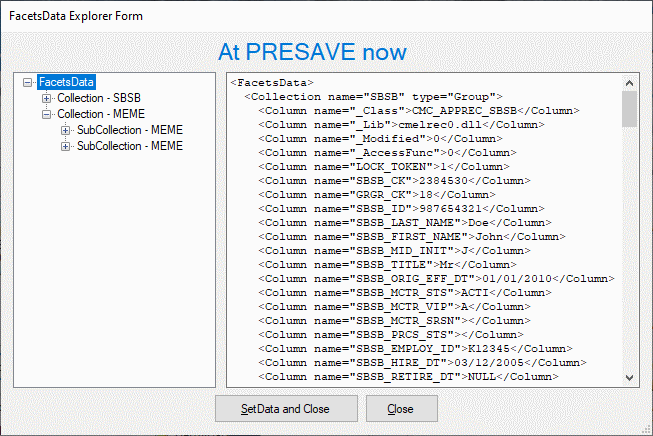 FacetsData Explorer Form
At PRESAVE now
FacetsData
Collection - SBSB
Collection - MEME
SubCollection - MEME
SubCollection - MEME
<FacetsData>
<Collection name="SBSB" type="Group">
<Column name="_Class">CMC_APPREC_SBSB</Column>
<Column name="_Lib">cmelrec0.dll</Column>
<Column name="_Modified">0</Column>
<Column name="_AccessFunc">0</Column>
<Column name="LOCK_TOKEN">1</Column>
<Column name="SBSB_CK">2384530</Column>
<Column name="GRGR_CK">18</Column>
<Column name="SBSB_ID">987654321</Column>
<Column name="SBSB_LAST_NAME">Doe</Column>
<Column name="SBSB_FIRST_NAME">John</Column>
<Column name="SBSB_MID_INIT">J</Column>
<Column name="SBSB_TITLE">Mr</Column>
<Column name="SBSB_ORIG_EFF_DT">01/01/2010</Column>
<Column name="SBSB_MCTR_STS">ACTI</Column>
<Column name="SBSB_MCTR_VIP">A</Column>
<Column name="SBSB_MCTR_SRSN"></Column>
<Column name="SBSB_PRCS_STS"></Column>
<Column name="SBSB_EMPLOY_ID">K12345</Column>
<Column name="SBSB_HIRE_DT">03/12/2005</Column>
<Column name="SBSB_RETIRE_DT">NULL</Column>
SetData and Close
Close